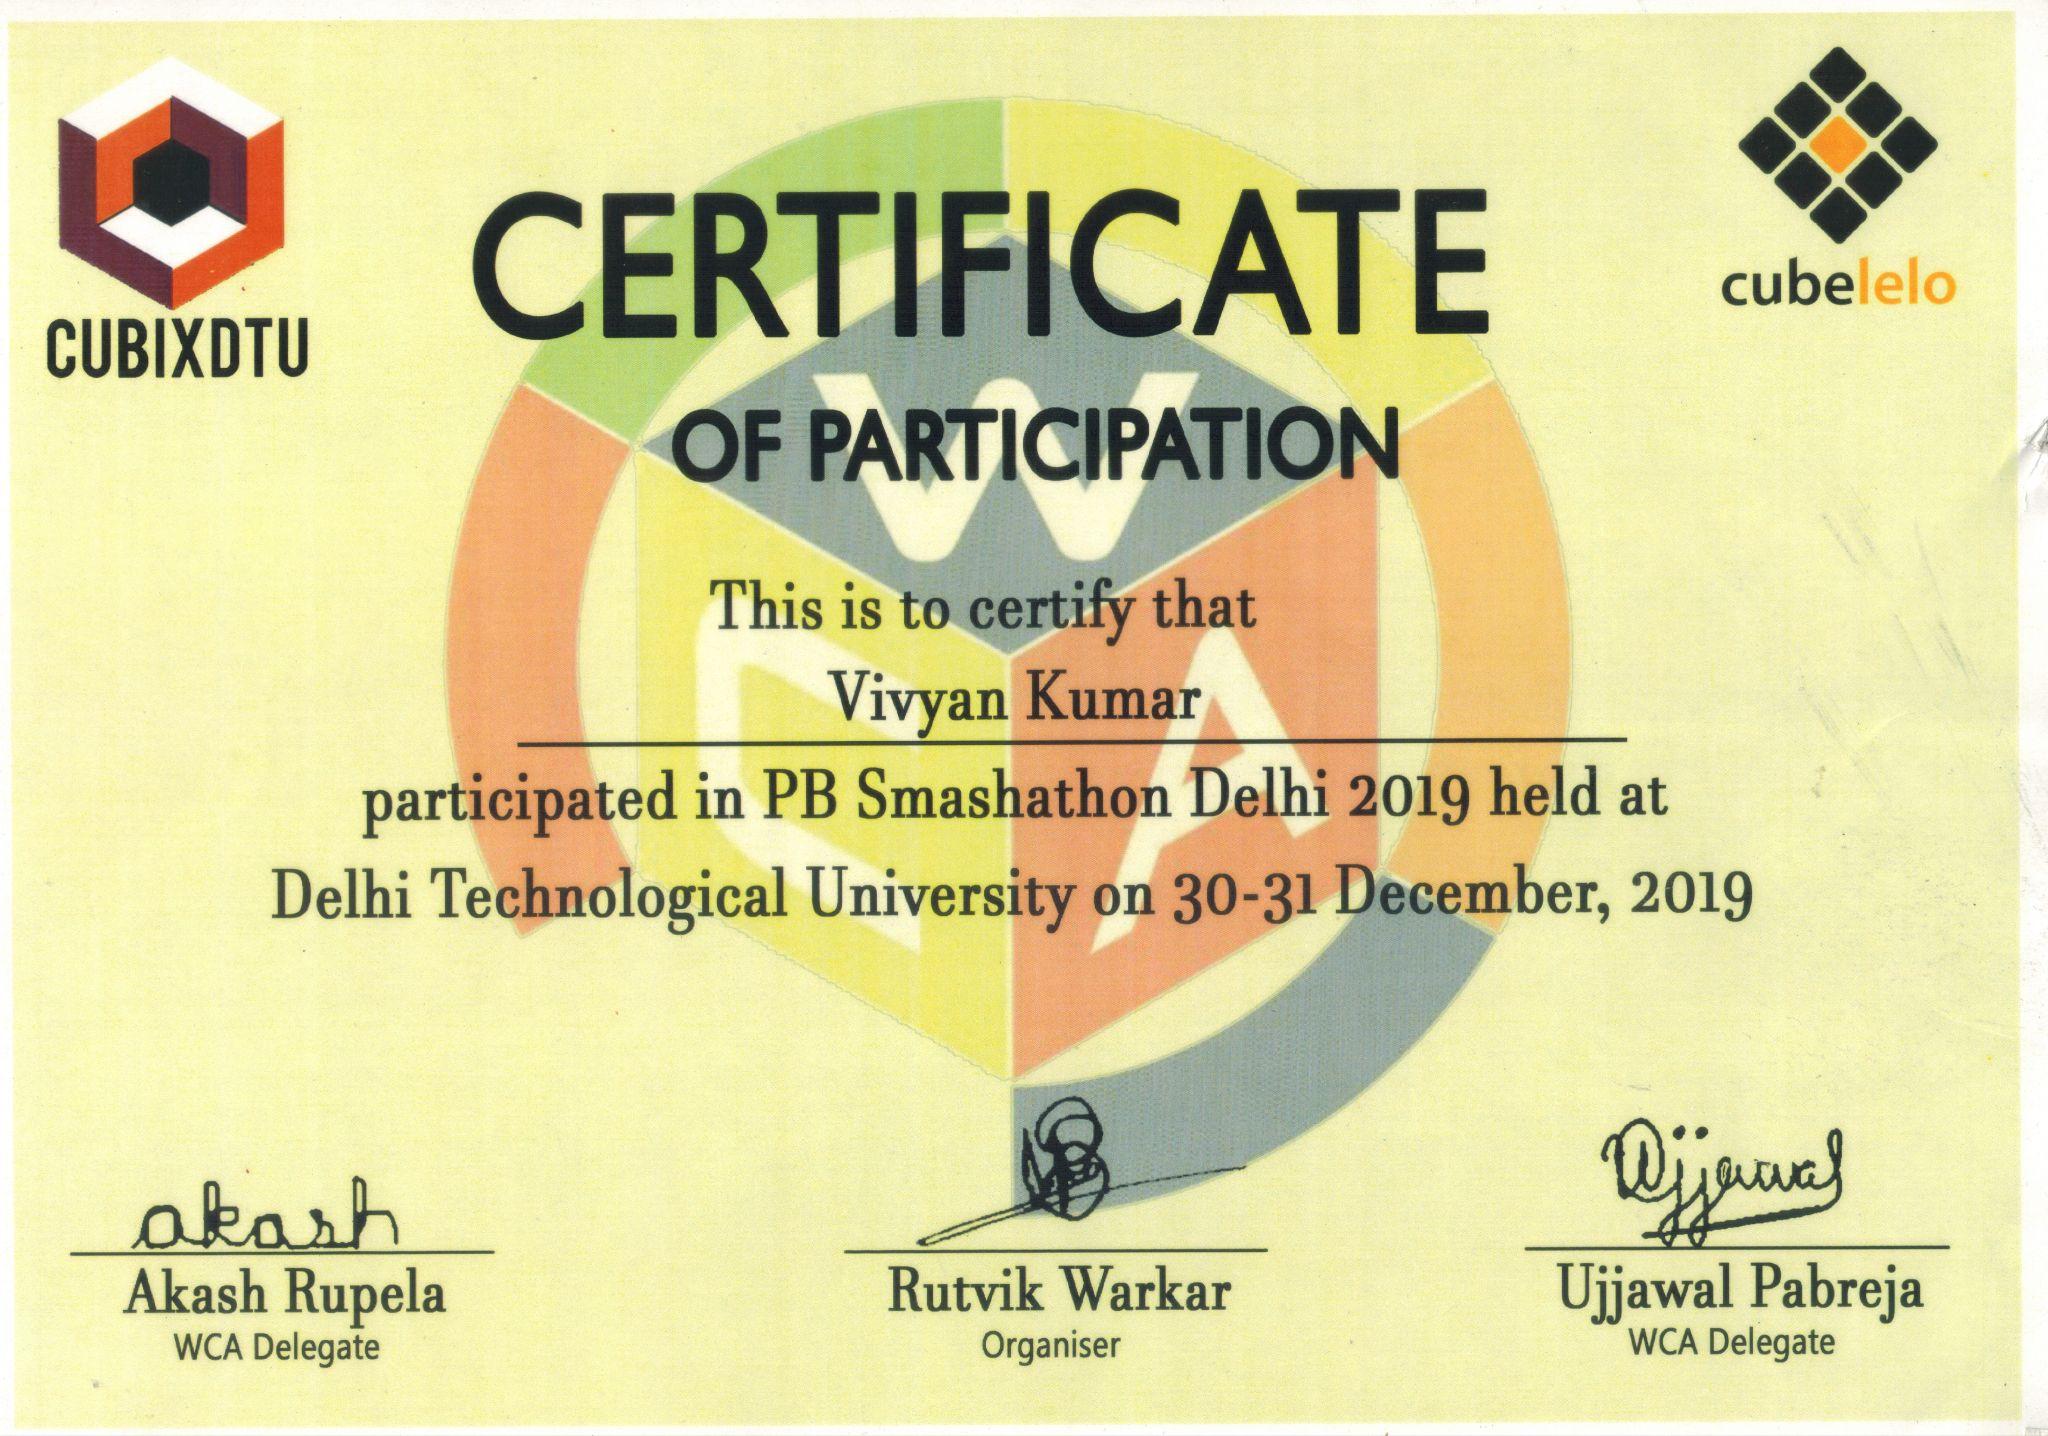 CUBIXDTU
cubelelo
CERTIFICATE
OF PARTICIPATION
W
C
A
This is to certify that
Vivyan Kumar
participated in PB Smashathon Delhi 2019 held at
Delhi Technological University on 30-31 December, 2019
akash
Ujjawal
Akash Rupela
Rutvik Warkar
Ujjawal Pabreja
WCA Delegate
Organiser
WCA Delegate